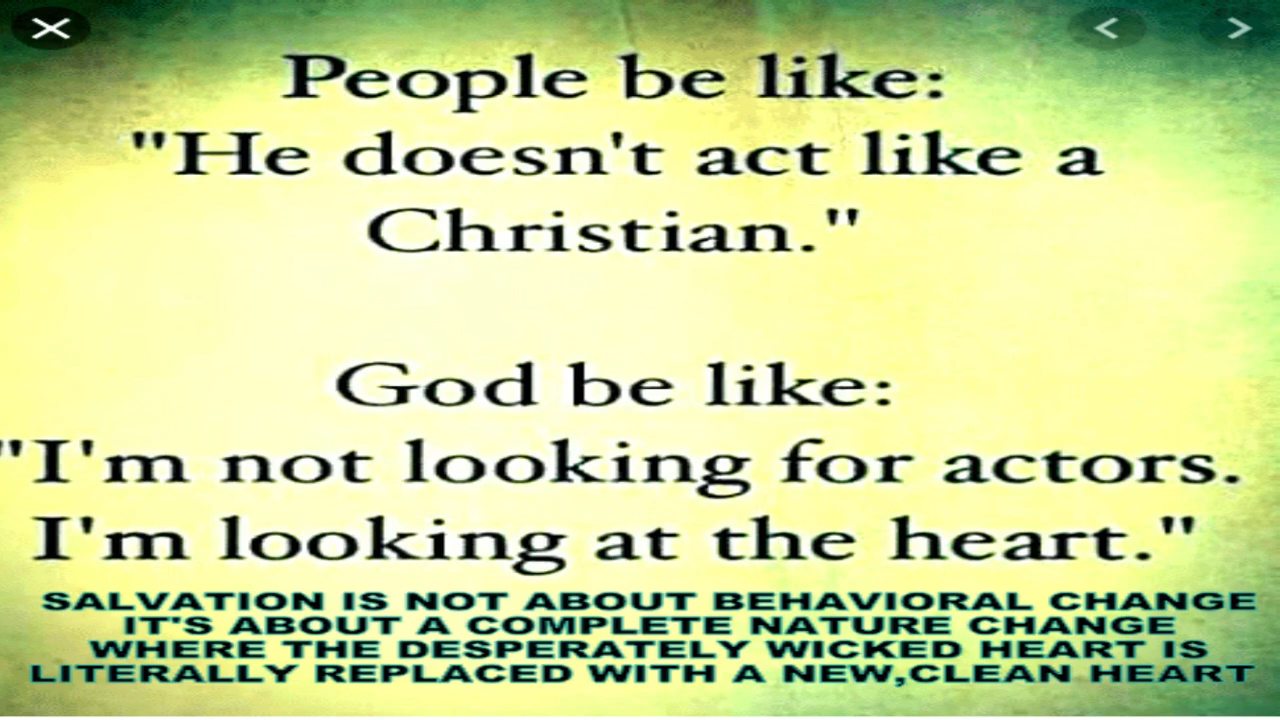 People be like:
"He doesn't act like a
Christian."
God be like:
"I'm not looking for actors.
I'm looking at the heart."
SALVATION IS NOT ABOUT BEHAVIORAL CHANGE
IT'S ABOUT A COMPLETE NATURE CHANGE
WHERE THE DESPERATELY WICKED HEART IS
LITERALLY REPLACED WITH A NEW,CLEAN HEART